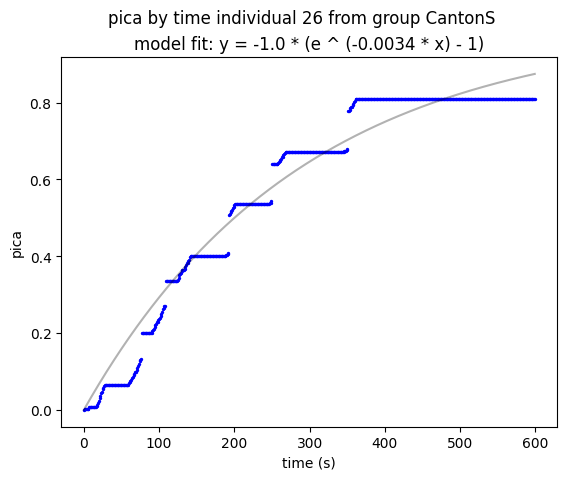 pica by time individual 26 from group CantonS
model fit: y = -1.0 * (e ^ (-0.0034 * x) - 1)
0.8
0.6
0.4
0.2
0.0
pica
0 100 200 300 400 500 600
time (s)